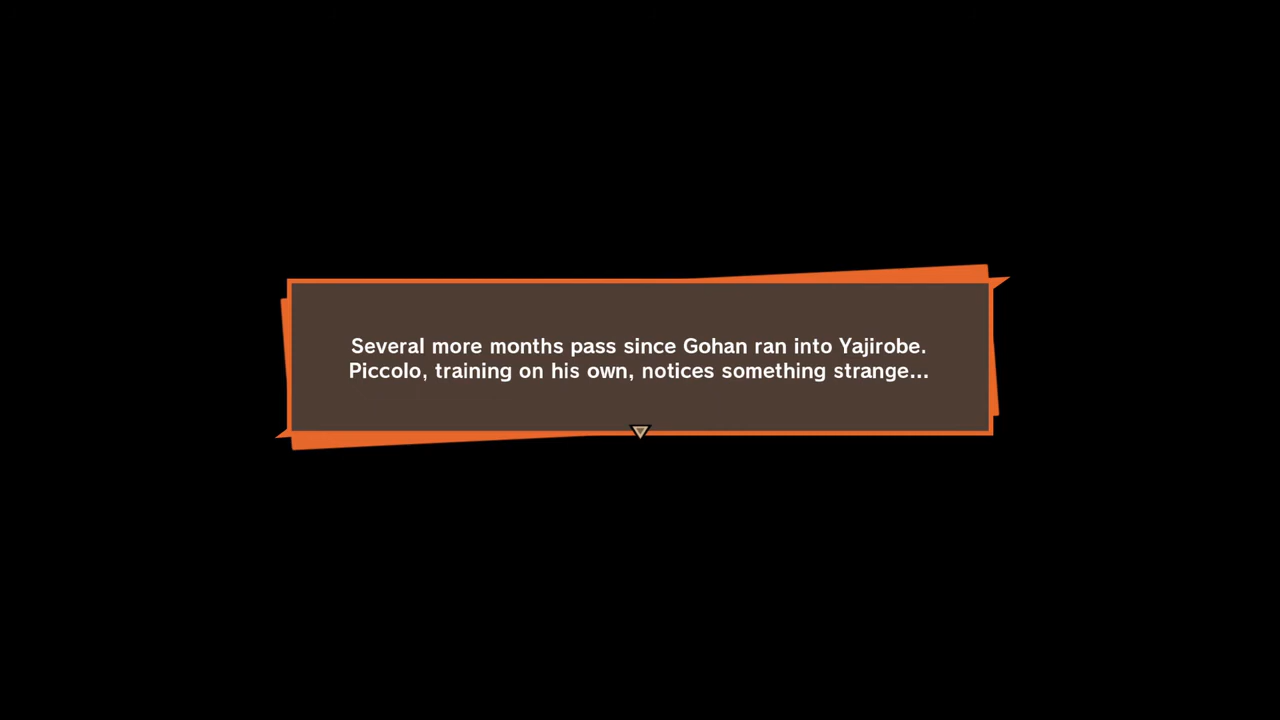 Several more months pass since Gohan ran into Yajirobe.
Piccolo, training on his own, notices something strange...